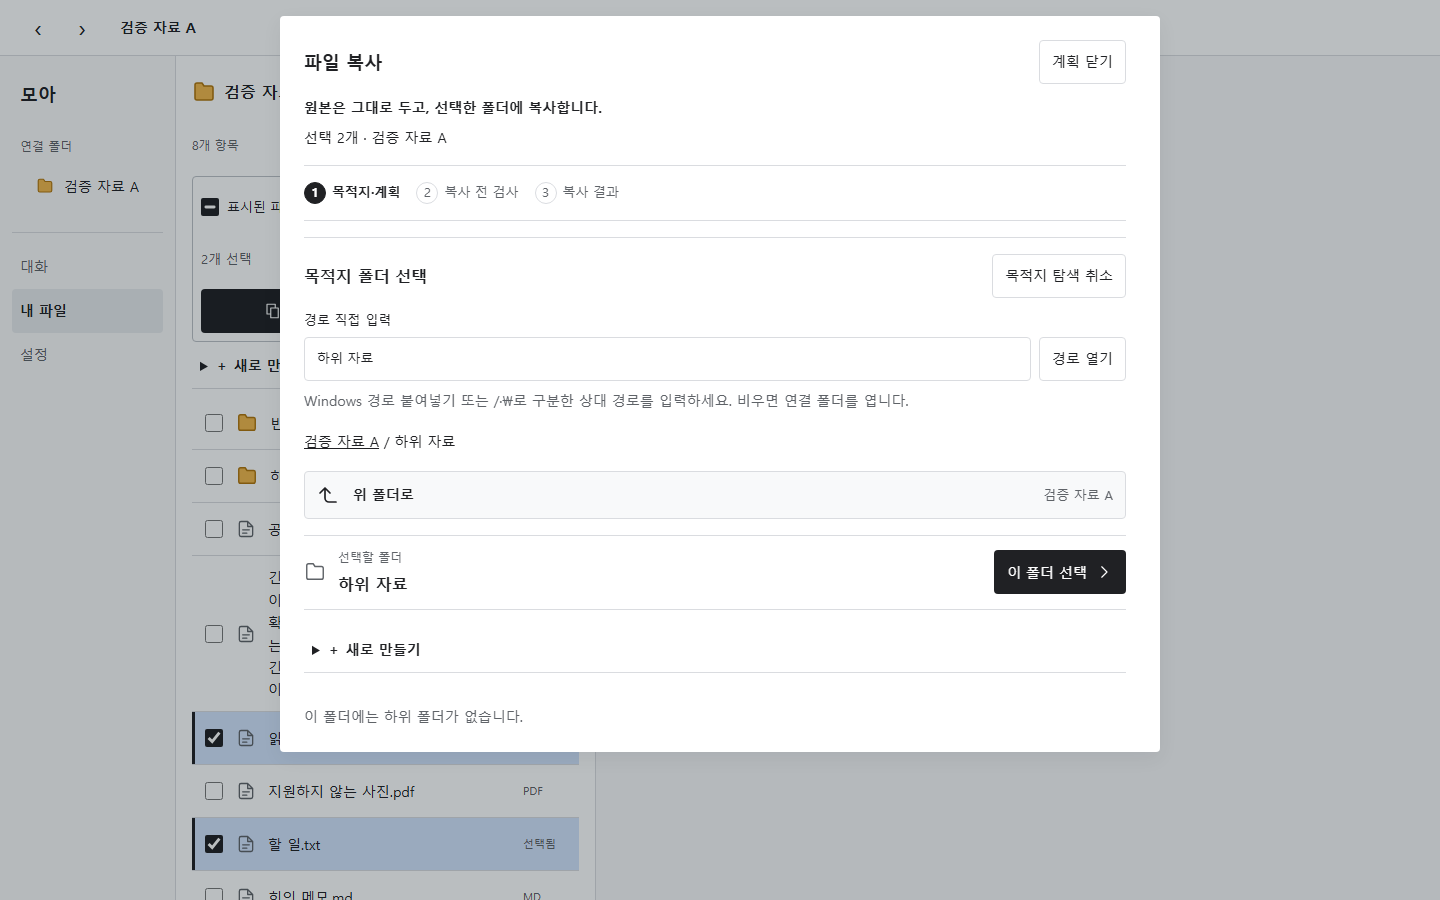 검증 자료 A
모아
연결 폴더
검증 자료 A
대화
내 파일
설정
검증
8개 항목
표시된
2개 선택
+ 새로
지원하지 않는 사진.pdf
PDF
할 일.txt
선택됨
회의 메모.md
MD
파일 복사
계획 닫기
원본은 그대로 두고, 선택한 폴더에 복사합니다.
선택 2개 · 검증 자료 A
1 목적지·계획
2 복사 전 검사
3 복사 결과
목적지 폴더 선택
목적지 탐색 취소
경로 직접 입력
하위 자료
경로 열기
Windows 경로 붙여넣기 또는 /·₩로 구분한 상대 경로를 입력하세요. 비우면 연결 폴더를 엽니다.
검증 자료 A / 하위 자료
위 폴더로
검증 자료 A
선택할 폴더
하위 자료
이 폴더 선택
+ 새로 만들기
이 폴더에는 하위 폴더가 없습니다.